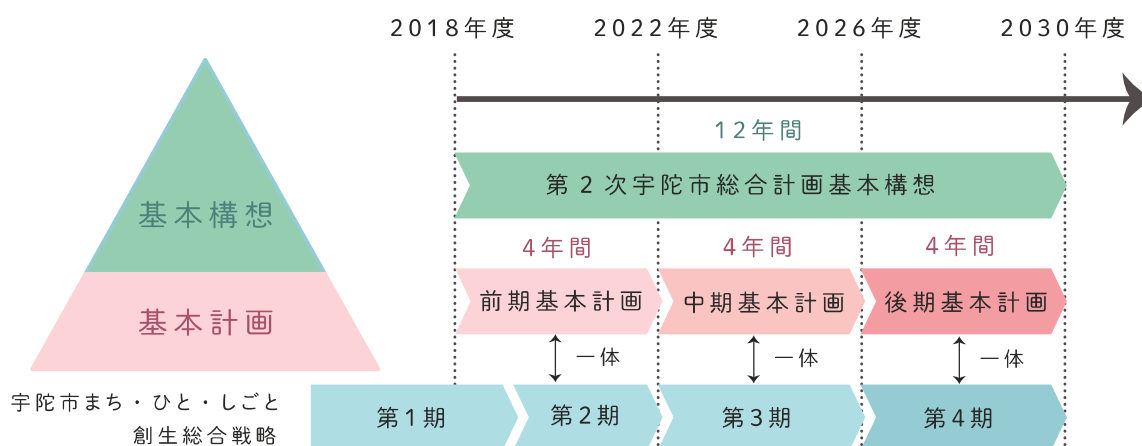 2018年度 2022年度 2026年度 2030年度
12年間
第2次宇陀市総合計画基本構想
基本構想
4年間 4年間 4年間
前期基本計画 中期基本計画 後期基本計画
基本計画
一体 一体 一体
宇陀市まち・ひと・しごと
創生総合戦略
第1期 第2期 第3期 第4期